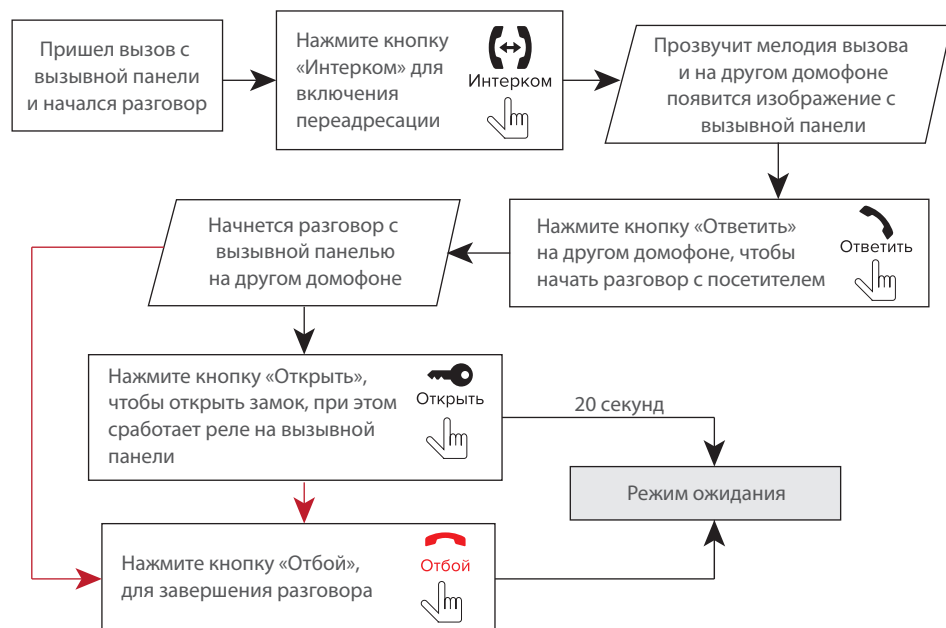 Пришел вызов с
вызывной панели
и начался разговор
Нажмите кнопку
«Интерком» для
включения
переадресации
Интерком
Прозвучит мелодия вызова
и на другом домофоне
появится изображение с
вызывной панели
Нажмите кнопку «Ответить»
на другом домофоне, чтобы
начать разговор с посетителем
Ответить
Начнется разговор с
вызывной панелью
на другом домофоне
Нажмите кнопку «Открыть»,
чтобы открыть замок, при этом
сработает реле на вызывной
панели
Открыть
20 секунд
Режим ожидания
Нажмите кнопку «Отбой»,
для завершения разговора
Отбой